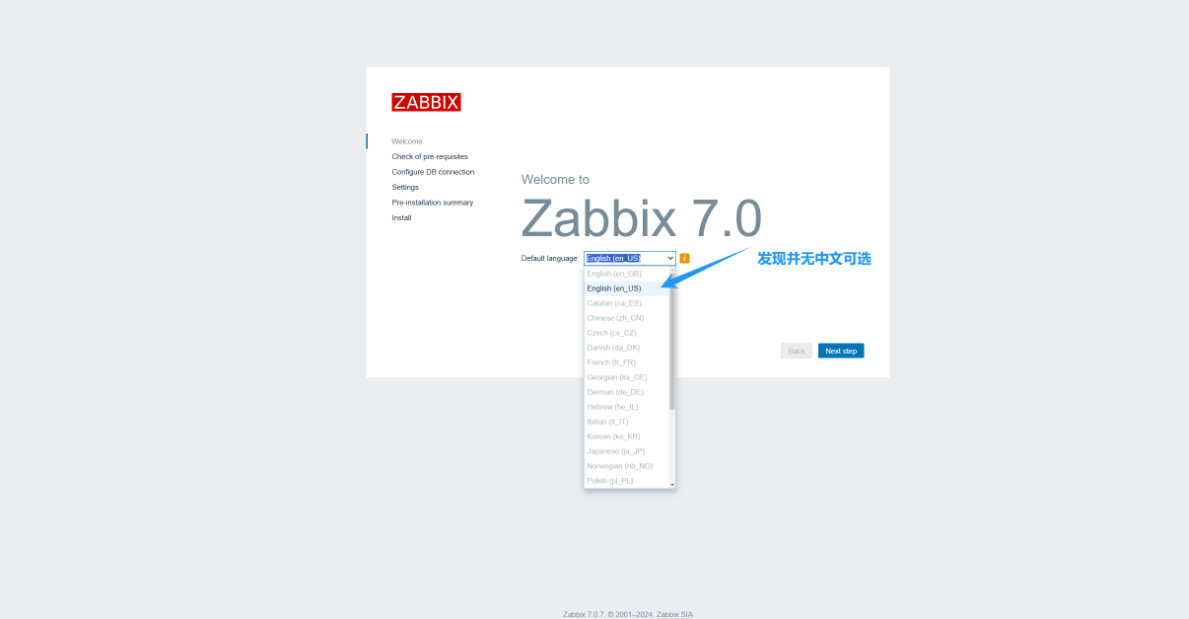 ZABBIX
Welcome
Check of pre-requisites
Configure DB connection
Settings
Pre-installation summary
Install
Welcome to
Zabbix 7.0
Default language English (en_US) i
发现并无中文可选
English (en_GB)
English (en_US)
Catalan (ca_ES)
Chinese (zh_CN)
Czech (cs_CZ)
Danish (da_DK)
French (fr_FR)
Georgian (ka_GE)
German (de_DE)
Hebrew (he_IL)
Italian (it_IT)
Korean (ko_KR)
Japanese (ja_JP)
Norwegian (nb_NO)
Polish (pl_PL)
Back Next step
Zabbix 7.0.7. © 2001–2024, Zabbix SIA